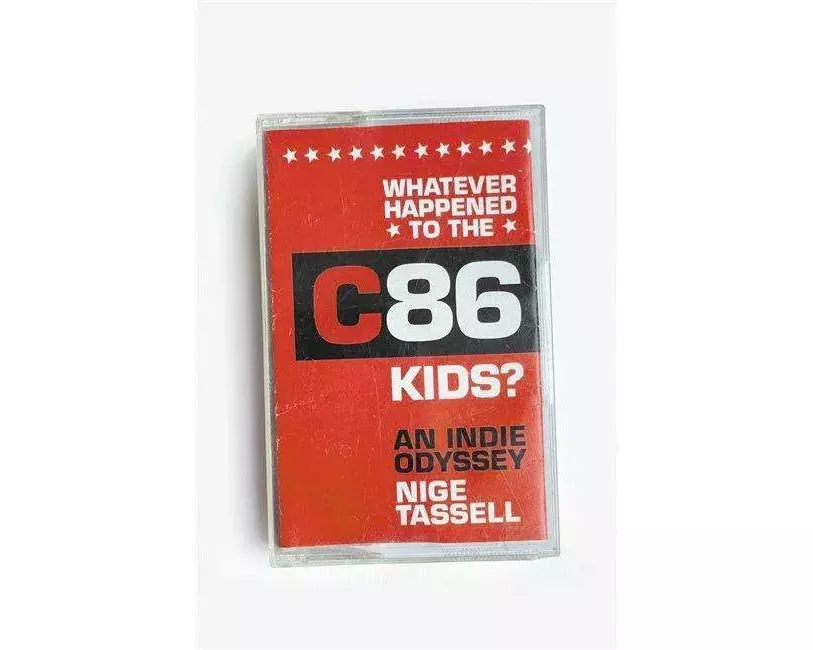 WHATEVER
HAPPENED
TO THE
C86
KIDS?
AN INDIE
ODYSSEY
NIGE
TASSELL